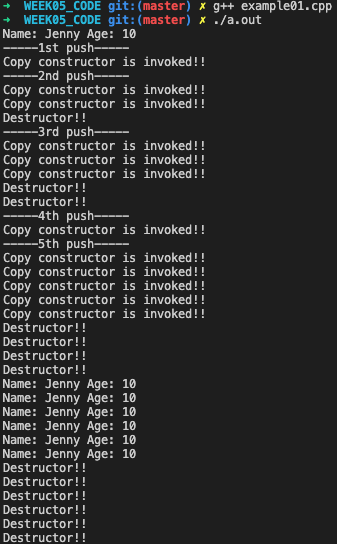 ➜ WEEK05_CODE git:(master) ✗ g++ example01.cpp
➜ WEEK05_CODE git:(master) ✗ ./a.out
Name: Jenny Age: 10
-----1st push-----
Copy constructor is invoked!!
-----2nd push-----
Copy constructor is invoked!!
Copy constructor is invoked!!
Destructor!!
-----3rd push-----
Copy constructor is invoked!!
Copy constructor is invoked!!
Copy constructor is invoked!!
Destructor!!
Destructor!!
-----4th push-----
Copy constructor is invoked!!
-----5th push-----
Copy constructor is invoked!!
Copy constructor is invoked!!
Copy constructor is invoked!!
Copy constructor is invoked!!
Copy constructor is invoked!!
Destructor!!
Destructor!!
Destructor!!
Destructor!!
Name: Jenny Age: 10
Name: Jenny Age: 10
Name: Jenny Age: 10
Name: Jenny Age: 10
Name: Jenny Age: 10
Name: Jenny Age: 10
Destructor!!
Destructor!!
Destructor!!
Destructor!!
Destructor!!
Destructor!!